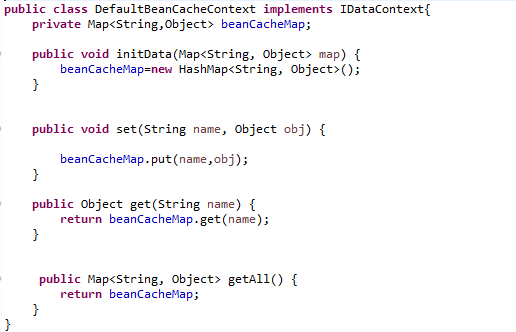 public class DefaultBeanCacheContext implements IDataContext{
private Map<String,Object> beanCacheMap;
public void initData(Map<String, Object> map) {
beanCacheMap=new HashMap<String, Object>();
}
public void set(String name, Object obj) {
beanCacheMap.put(name,obj);
}
public Object get(String name) {
return beanCacheMap.get(name);
}
public Map<String, Object> getAll() {
return beanCacheMap;
}
}